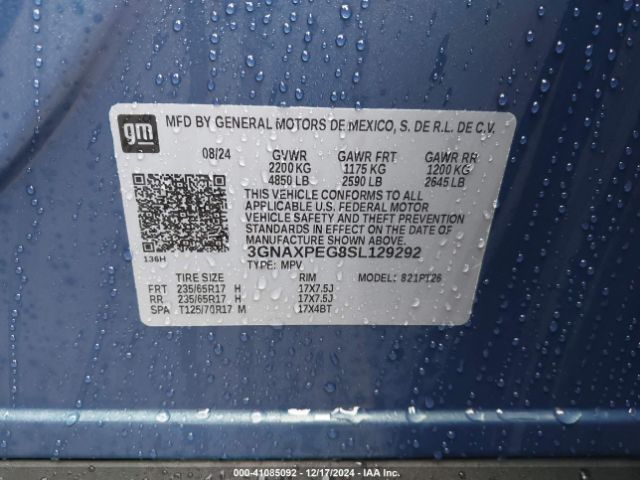 gm
MFD BY GENERAL MOTORS DE MEXICO, S. DE R.L. DE C.V.
08/24 GVWR GAWR FRT GAWR RR
2200 KG 1175 KG 1200 KG
4850 LB 2590 LB 2645 LB
THIS VEHICLE CONFORMS TO ALL
APPLICABLE U.S. FEDERAL MOTOR
VEHICLE SAFETY AND THEFT PREVENTION
STANDARDS IN EFFECT ON THE DATE OF
MANUFACTURE SHOWN ABOVE.
3GNAXPEG8SL129292
136H
TYPE: MPV MODEL: 821PT26
TIRE SIZE RIM
FRT 235/65R17 H 17X7.5J
RR 235/65R17 H 17X7.5J
SPA T125/70R17 M 17X4BT
000-41085092 - 12/17/2024 - IAAI.COM